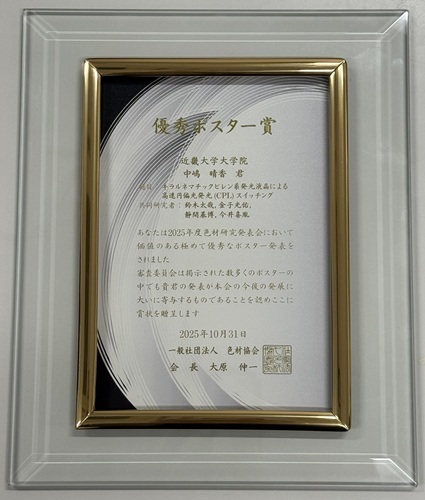 優秀ポスター賞
近畿大学大学院
中嶋 晴香 君
題目：キラルネマチックピレン系発光液晶による
高速円偏光発光(CPL)スイッチング
共同研究者：鈴木太哉, 金子光佑,
静間基博, 今井喜胤
あなたは2025年度色材研究発表会において
価値のある極めて優秀なポスター発表を
されました
審査委員会は掲示された数多くのポスターの
中でも貴君の発表が本会の今後の発展に
大いに寄与するものであることを認めここに
賞状を贈呈します
2025年10月31日
一般社団法人 色材協会
会長 大原 伸一